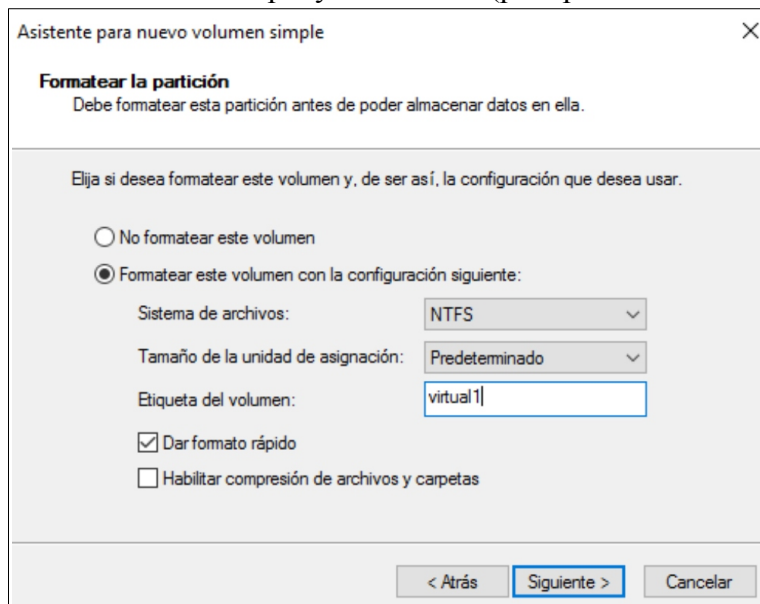 Asistente para nuevo volumen simple
Formatear la partición
Debe formatear esta partición antes de poder almacenar datos en ella.
Elija si desea formatear este volumen y, de ser así, la configuración que desea usar.
No formatear este volumen
Formatear este volumen con la configuración siguiente:
Sistema de archivos: NTFS
Tamaño de la unidad de asignación: Predeterminado
Etiqueta del volumen: virtual1
Dar formato rápido
Habilitar compresión de archivos y carpetas
< Atrás Siguiente > Cancelar